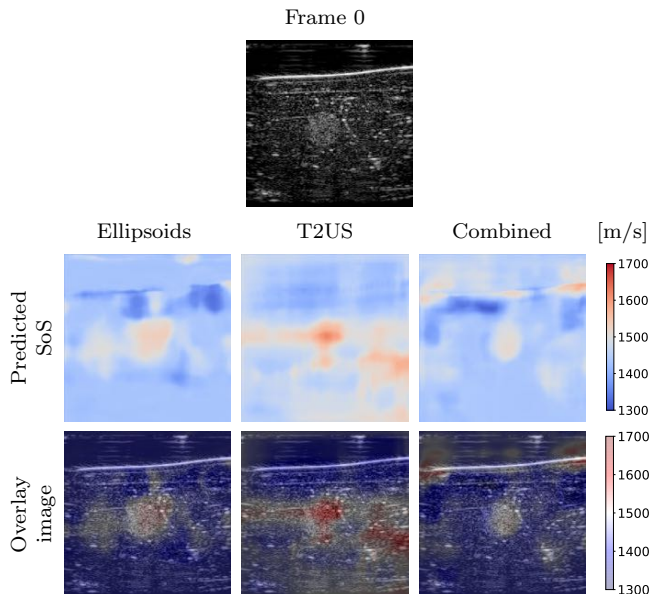 Frame 0
Ellipsoids T2US Combined [m/s]
Predicted
SoS
1700
1600
1500
1400
1300
Overlay
image
1700
1600
1500
1400
1300